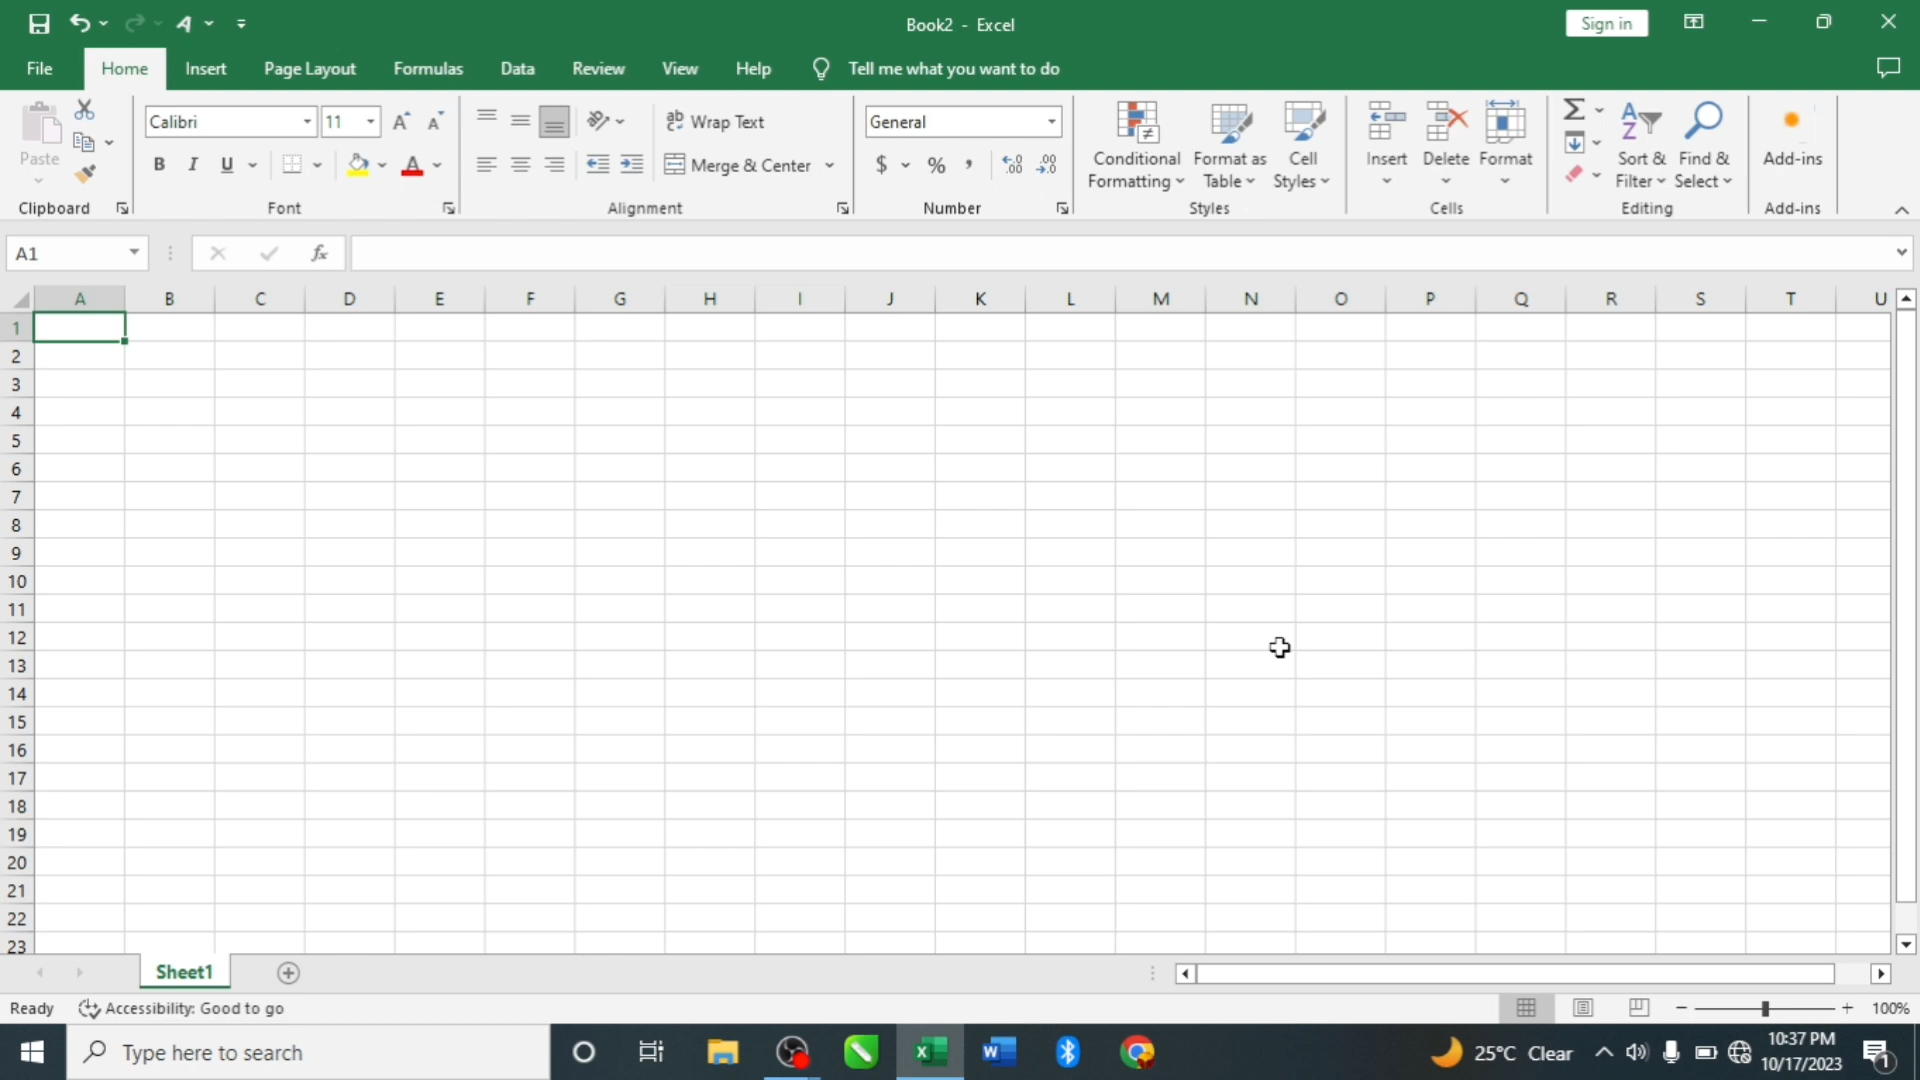 Book2 - Excel
Sign in
File Home Insert Page Layout Formulas Data Review View Help Tell me what you want to do
Calibri 11 Wrap Text General
Paste B I U Merge & Center $ % , Conditional Formatting Format as Table Cell Styles Insert Delete Format Sort & Filter Find & Select Add-ins
Clipboard Font Alignment Number Styles Cells Editing Add-ins
A1 fx
A B C D E F G H I J K L M N O P Q R S T U
1
2
3
4
5
6
7
8
9
10
11
12
13
14
15
16
17
18
19
20
21
22
23
Sheet1
Ready Accessibility: Good to go 100%
Type here to search 25°C Clear 10:37 PM
10/17/2023 1